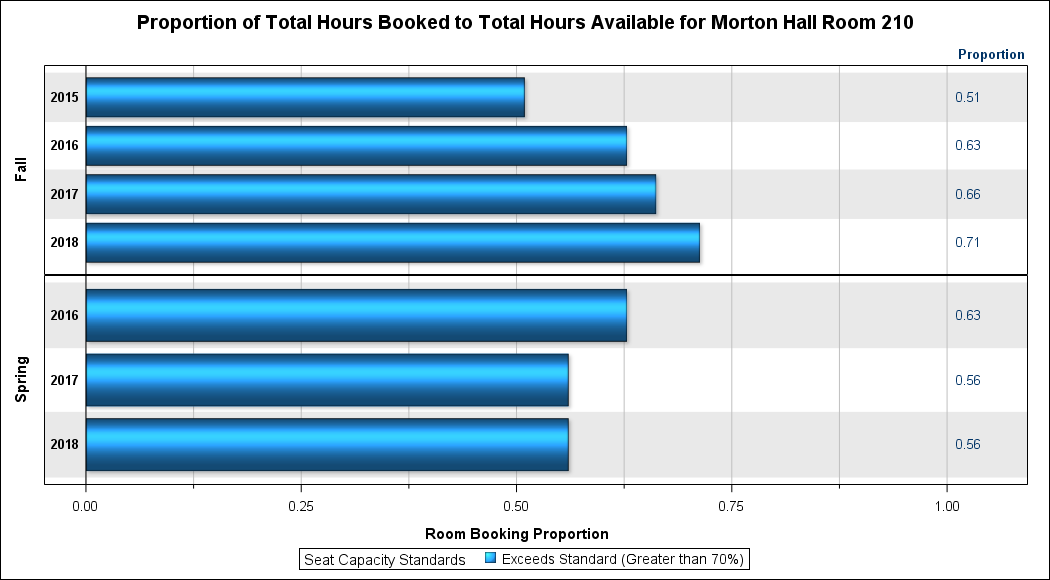 Proportion of Total Hours Booked to Total Hours Available for Morton Hall Room 210
Proportion
Fall
2015 0.51
2016 0.63
2017 0.66
2018 0.71
Spring
2016 0.63
2017 0.56
2018 0.56
0.00 0.25 0.50 0.75 1.00
Room Booking Proportion
Seat Capacity Standards Exceeds Standard (Greater than 70%)